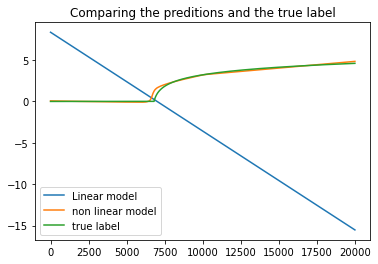 Comparing the preditions and the true label
5
0
−5
−10
−15
Linear model
non linear model
true label
0 2500 5000 7500 10000 12500 15000 17500 20000